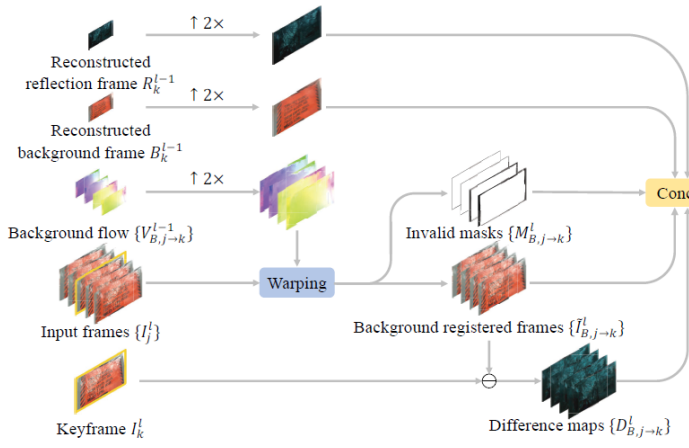 ↑ 2×
Reconstructed
reflection frame R_k^{l-1}
↑ 2×
Reconstructed
background frame B_k^{l-1}
↑ 2×
Background flow {V_{B,j→k}^{l-1}}
Invalid masks {M_{B,j→k}^l}
Conc
Warping
Input frames {I_j^l}
Background registered frames {Ĩ_{B,j→k}^l}
Keyframe I_k^l
Difference maps {D_{B,j→k}^l}